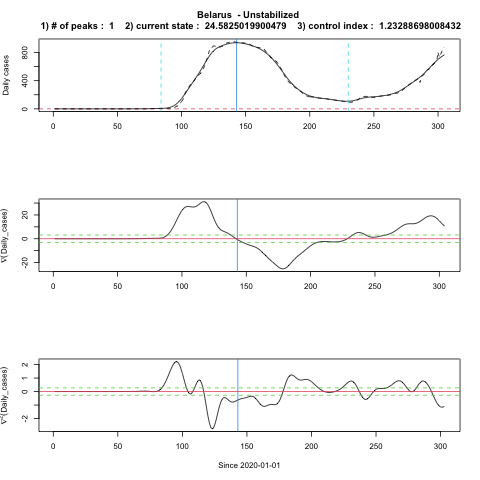 Belarus - Unstabilized
1) # of peaks : 1 2) current state : 24.5825019900479 3) control index : 1.23288698008432
Daily cases
0 400 800
0 50 100 150 200 250 300
∇(Daily_cases)
-20 0 10 20
0 50 100 150 200 250 300
∇²(Daily_cases)
-2 0 1 2
0 50 100 150 200 250 300
Since 2020-01-01